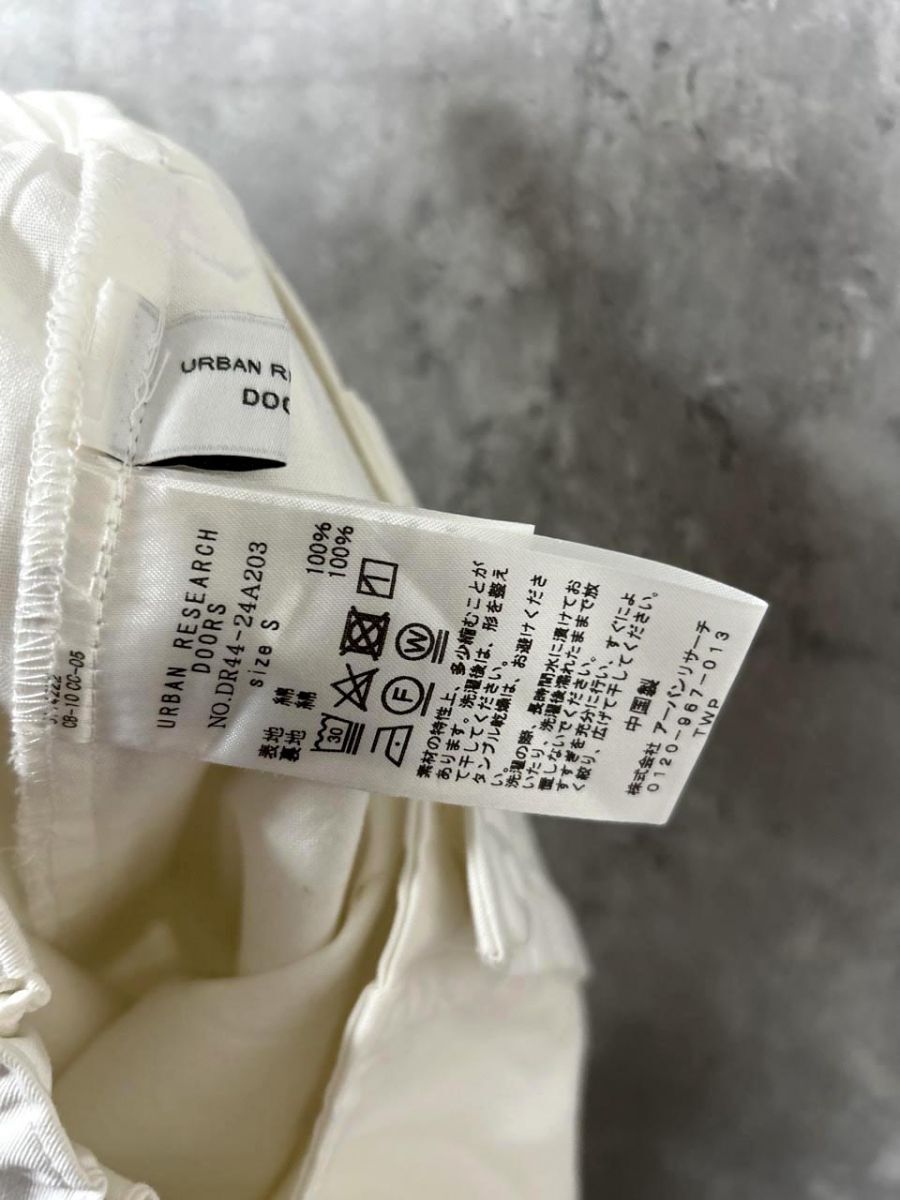 URBAN R
DOO
URBAN RESEARCH
DOORS
NO.DR44-24A203
size S
表地 綿 100%
裏地 綿 100%
30
W
F
素材の特性上、多少縮むことが
あります。洗濯後は、形を整え
て干してください。
タンブル乾燥は、お避けくださ
い。
洗濯の際、長時間水に漬けてお
いたり、洗濯後濡れたままで放
置しないでください。
すすぎを充分に行い、すぐによ
く絞り、広げて干してください。
中国製
株式会社 アーバンリサーチ
0120-967-013
TWP
CB-10 CC-05